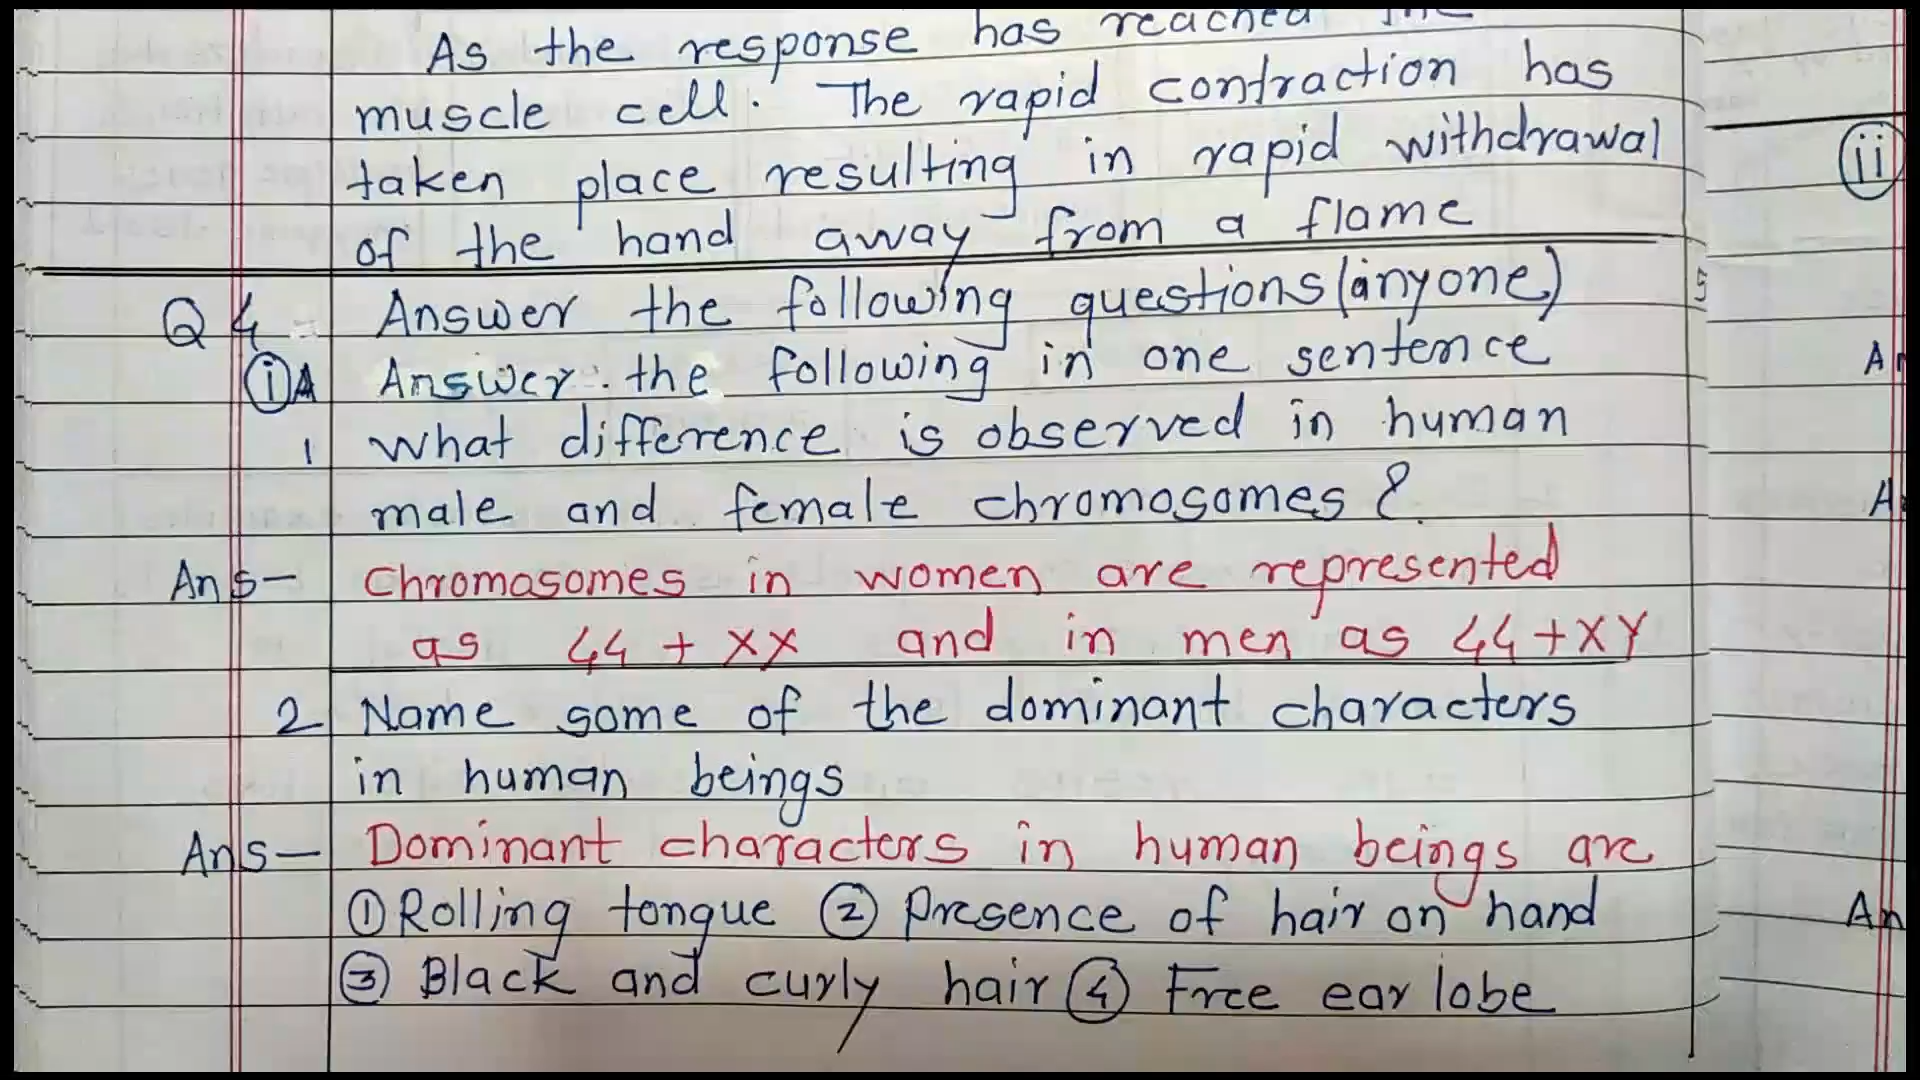 As the response has reached the
muscle cell. The rapid contraction has
taken place resulting in rapid withdrawal
of the hand away from a flame
Q 4 Answer the following questions (anyone)
(i) A Answer the following in one sentence
1 What difference is observed in human
male and female chromosomes ?
Ans- Chromosomes in women are represented
as 44 + XX and in men as 44 + XY
2 Name some of the dominant characters
in human beings
Ans- Dominant characters in human beings are
① Rolling tongue ② Presence of hair on hand
③ Black and curly hair ④ Free ear lobe
(ii)
An